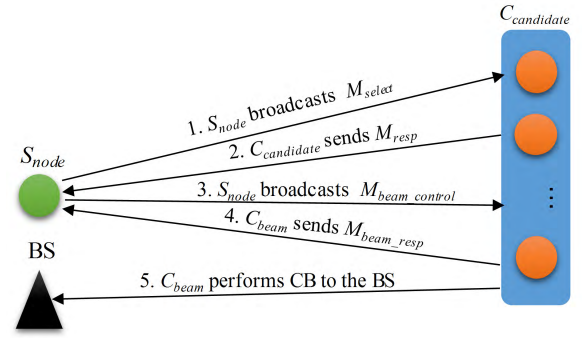 C_candidate
1. S_node broadcasts M_select
2. C_candidate sends M_resp
S_node
3. S_node broadcasts M_beam_control
4. C_beam sends M_beam_resp
BS
5. C_beam performs CB to the BS